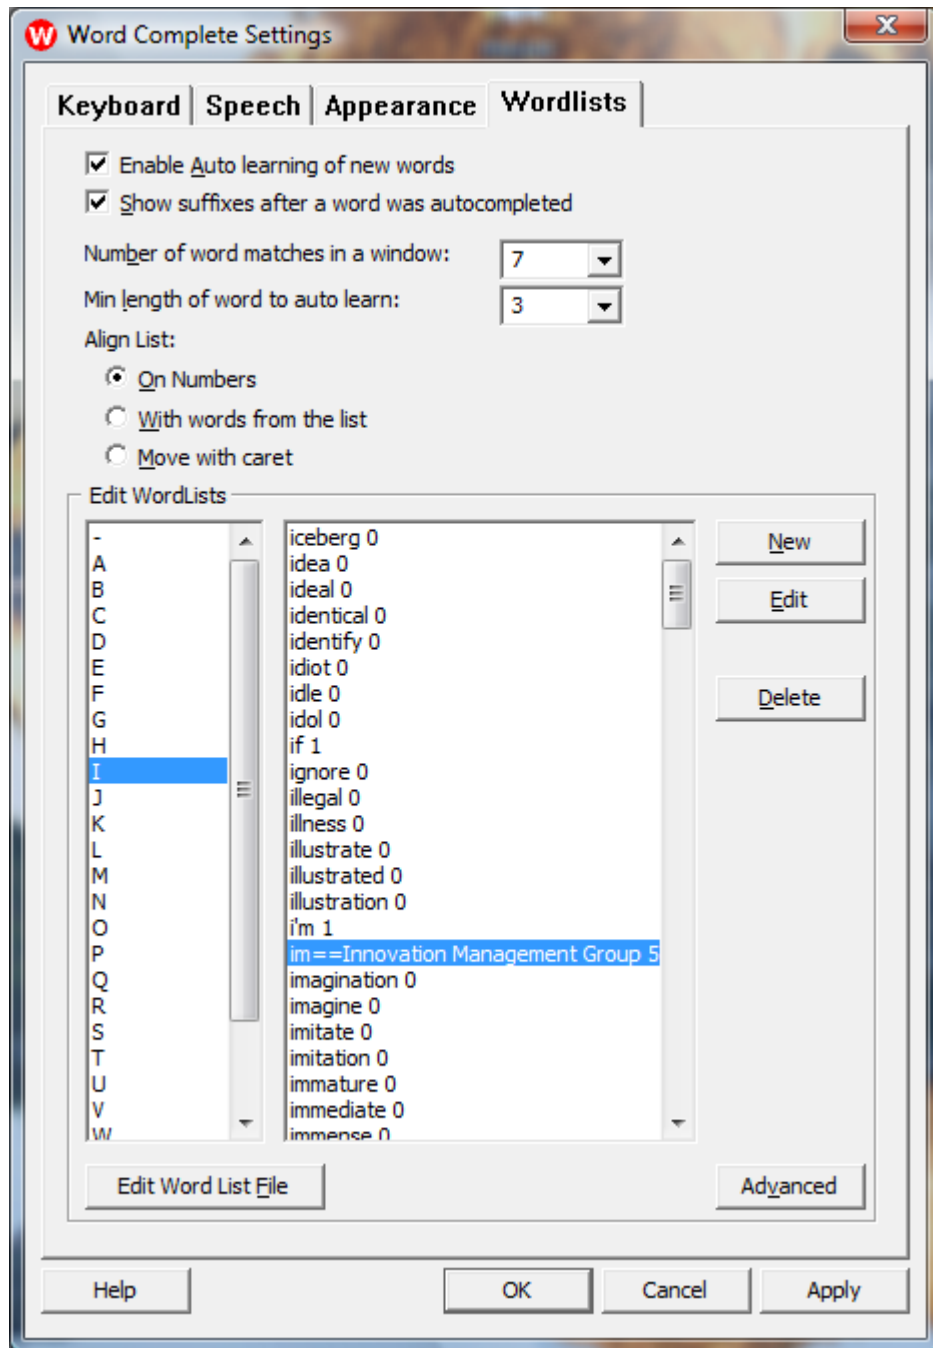 W Word Complete Settings X
Keyboard Speech Appearance Wordlists
Enable Auto learning of new words
Show suffixes after a word was autocompleted
Number of word matches in a window: 7
Min length of word to auto learn: 3
Align List:
On Numbers
With words from the list
Move with caret
Edit WordLists
-
A
B
C
D
E
F
G
H
I
J
K
L
M
N
O
P
Q
R
S
T
U
V
W
iceberg 0
idea 0
ideal 0
identical 0
identify 0
idiot 0
idle 0
idol 0
if 1
ignore 0
illegal 0
illness 0
illustrate 0
illustrated 0
illustration 0
i'm 1
im==Innovation Management Group 5
imagination 0
imagine 0
imitate 0
imitation 0
immature 0
immediate 0
immense 0
New
Edit
Delete
Edit Word List File Advanced
Help OK Cancel Apply